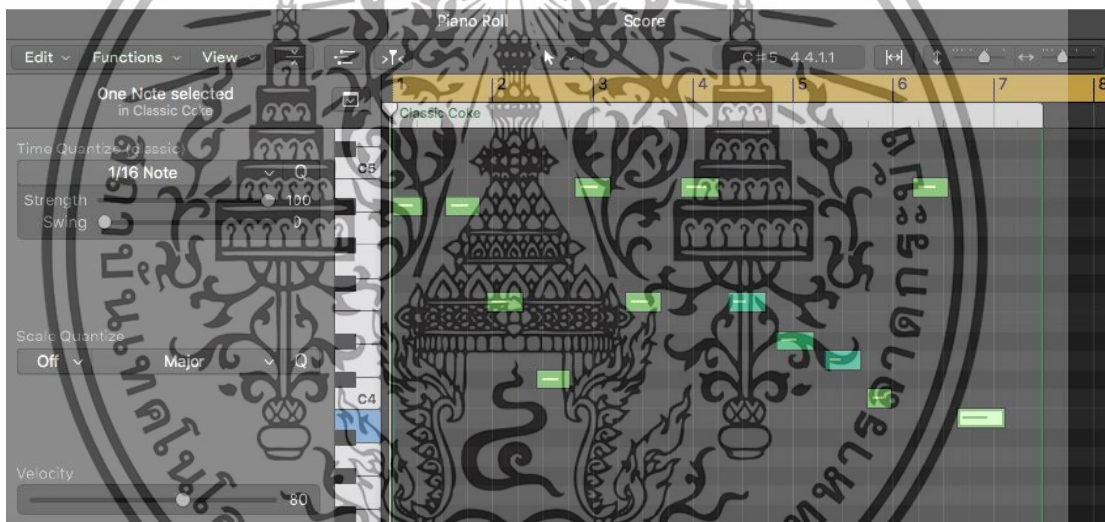 Piano Roll Score
Edit Functions View C#5 4.4.1.1
1 2 3 4 5 6 7 8
One Note selected
in Classic Coke
Classic Coke
Time Quantize (classic)
1/16 Note Q
C5
Strength 100
Swing 0
Scale Quantize
Off Major Q
C4
Velocity
80